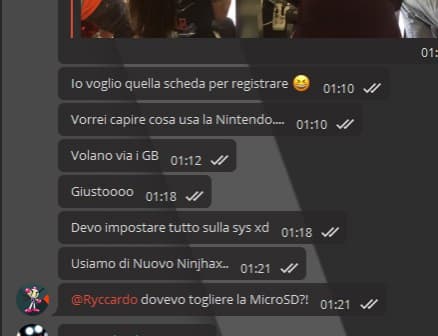 01:
Io voglio quella scheda per registrare 😆 01:10
Vorrei capire cosa usa la Nintendo.... 01:10
Volano via i GB 01:12
Giustoooo 01:18
Devo impostare tutto sulla sys xd 01:18
Usiamo di Nuovo Ninjhax.. 01:21
@Ryccardo dovevo togliere la MicroSD?! 01:21